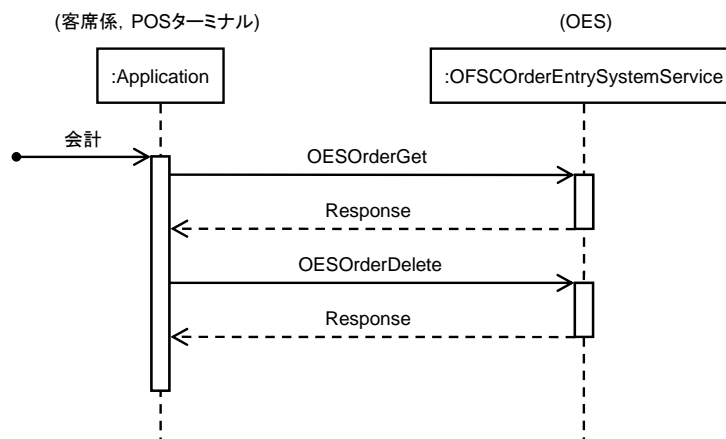 (客席係, POSターミナル)
(OES)
:Application
:OFSCOrderEntrySystemService
会計
OESOrderGet
Response
OESOrderDelete
Response